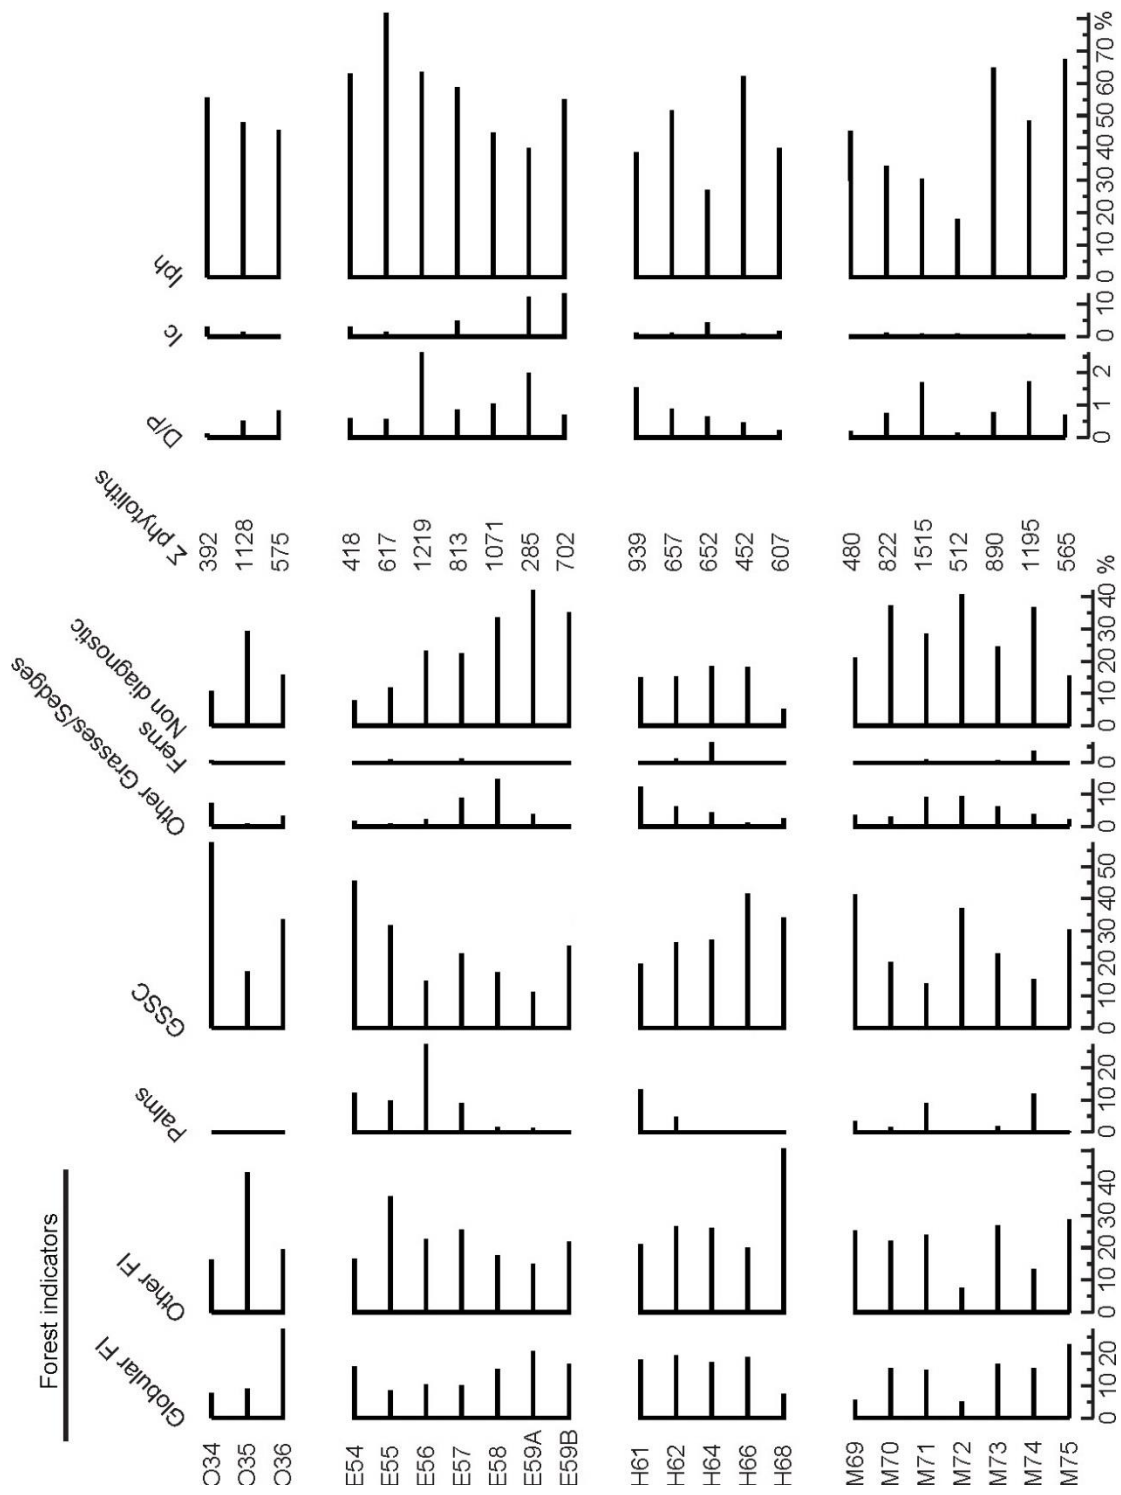 Forest indicators
Globular FI
Other FI
Palms
GSSC
Other Grasses/Sedges
Ferns
Non diagnostic
Σ phytoliths
D/P
Ic
Iph
O34 392
O35 1128
O36 575
E54 418
E55 617
E56 1219
E57 813
E58 1071
E59A 285
E59B 702
H61 939
H62 657
H64 652
H66 452
H68 607
M69 480
M70 822
M71 1515
M72 512
M73 890
M74 1195
M75 565
0 10 20 0 10 20 30 40 0 10 20 0 10 20 30 40 50 0 10 0 5 0 10 20 30 40 % 0 1 2 0 10 0 10 20 30 40 50 60 70 %